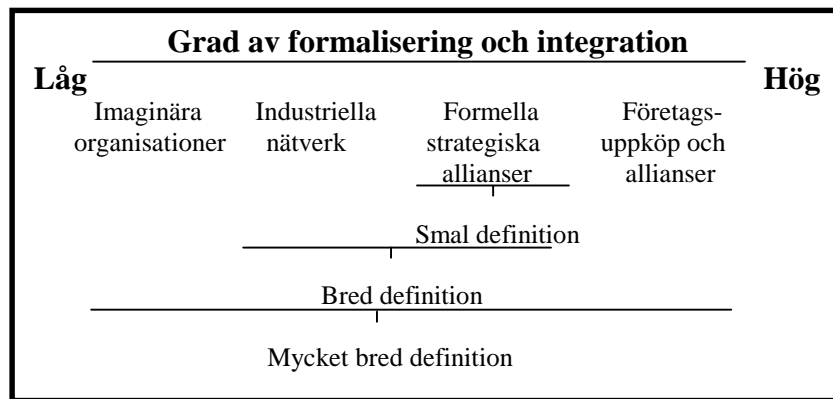 Grad av formalisering och integration
Låg Hög
Imaginära Industriella Formella Företags-
organisationer nätverk strategiska uppköp och
allianser allianser
Smal definition
Bred definition
Mycket bred definition